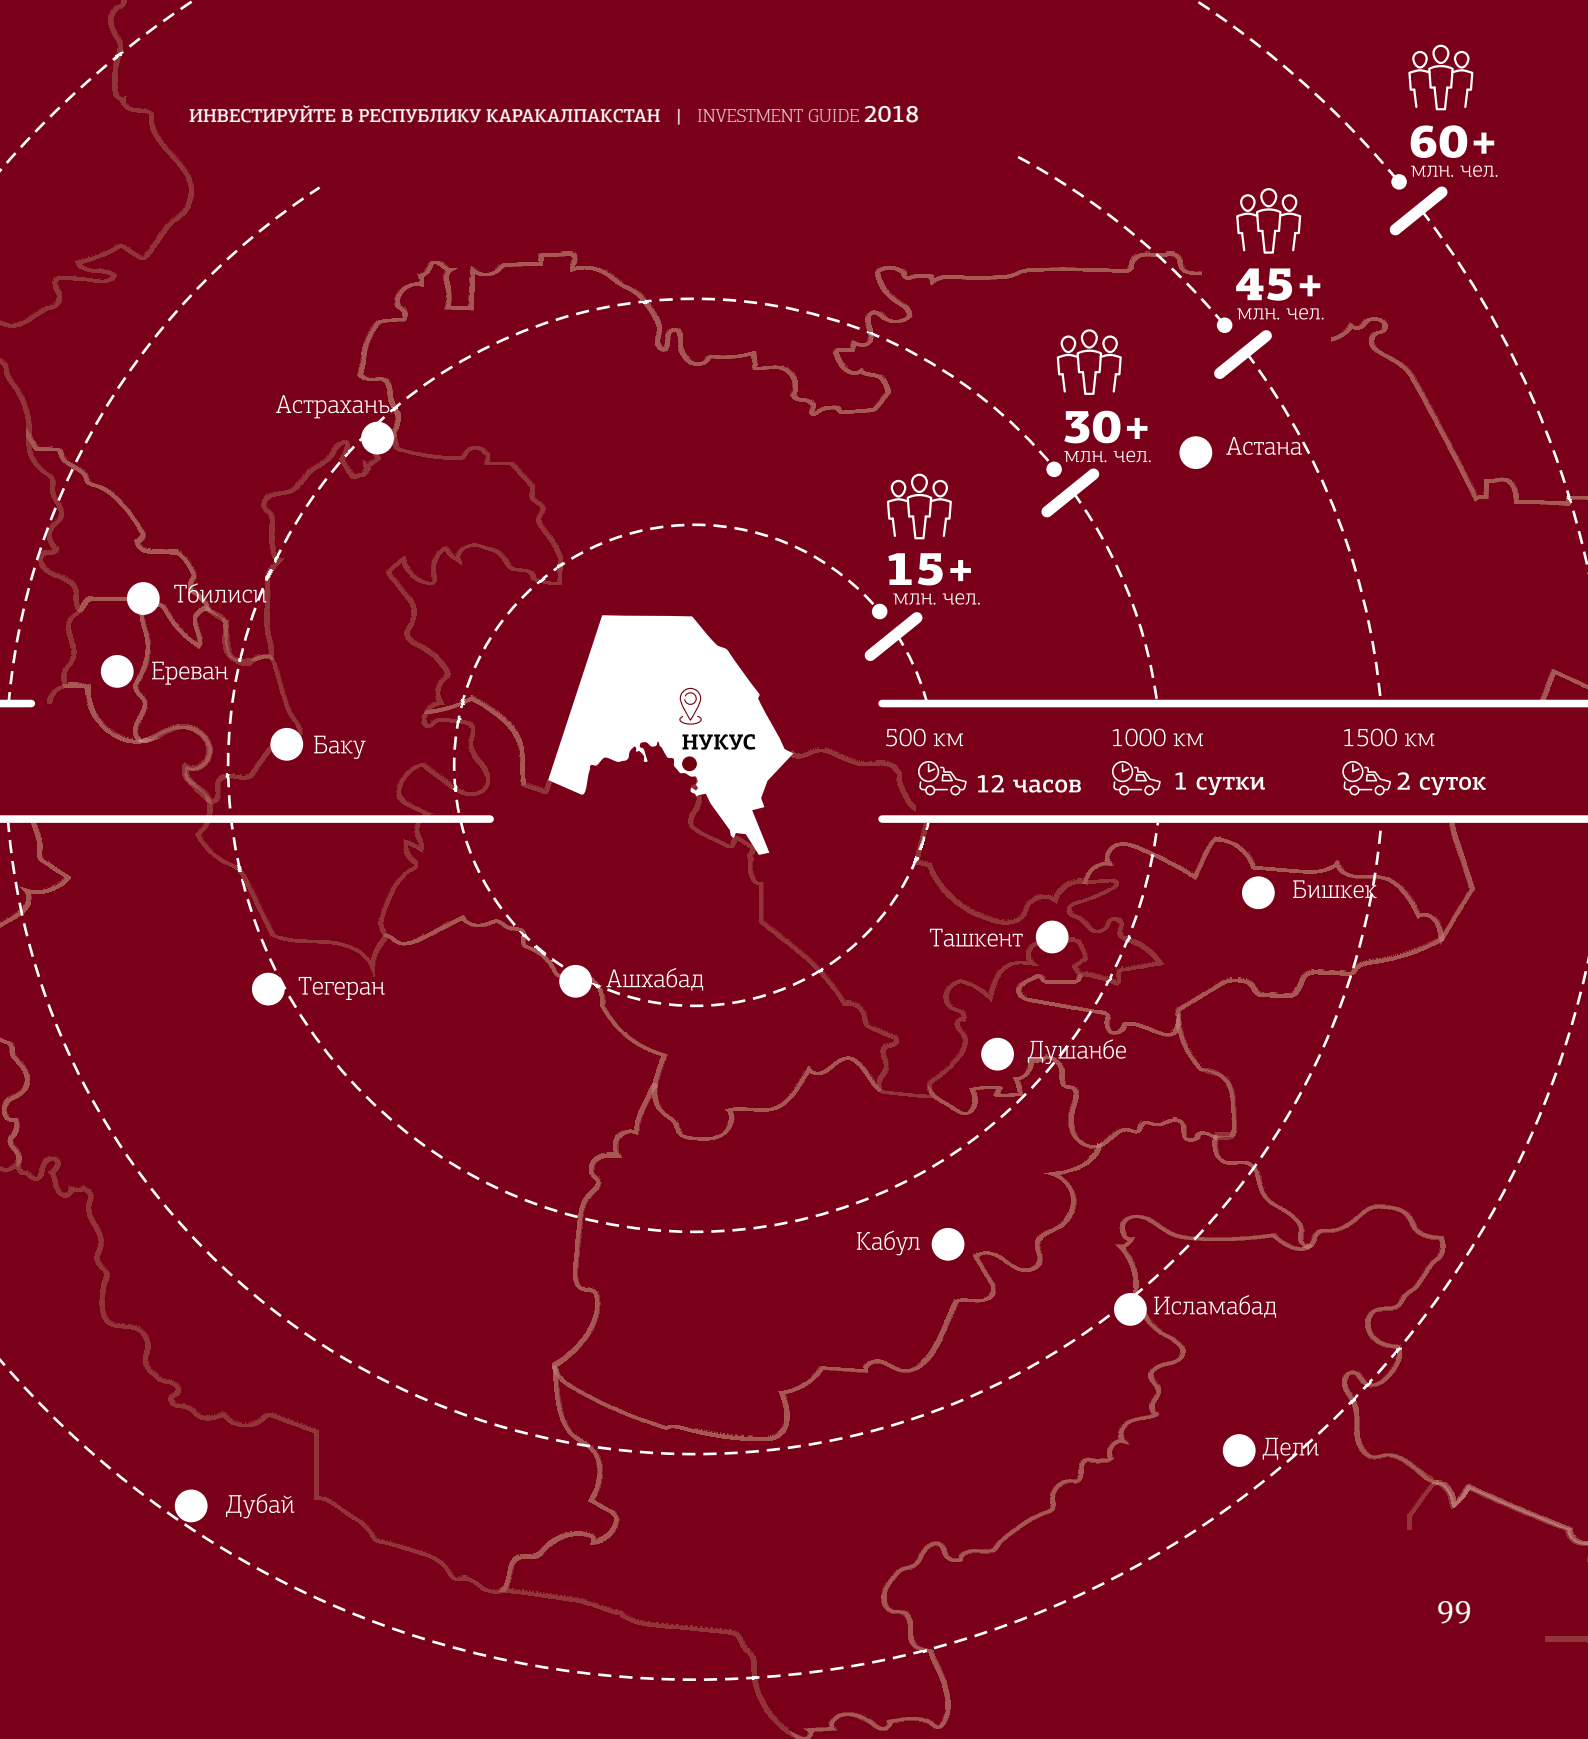 ИНВЕСТИРУЙТЕ В РЕСПУБЛИКУ КАРАКАЛПАКСТАН | INVESTMENT GUIDE 2018
60+
млн. чел.
45+
млн. чел.
30+
млн. чел.
15+
млн. чел.
Астрахань
Астана
Тбилиси
Ереван
Баку
НУКУС
500 км
1000 км
1500 км
12 часов
1 сутки
2 суток
Бишкек
Ташкент
Тегеран
Ашхабад
Душанбе
Кабул
Исламабад
Дели
Дубай
99